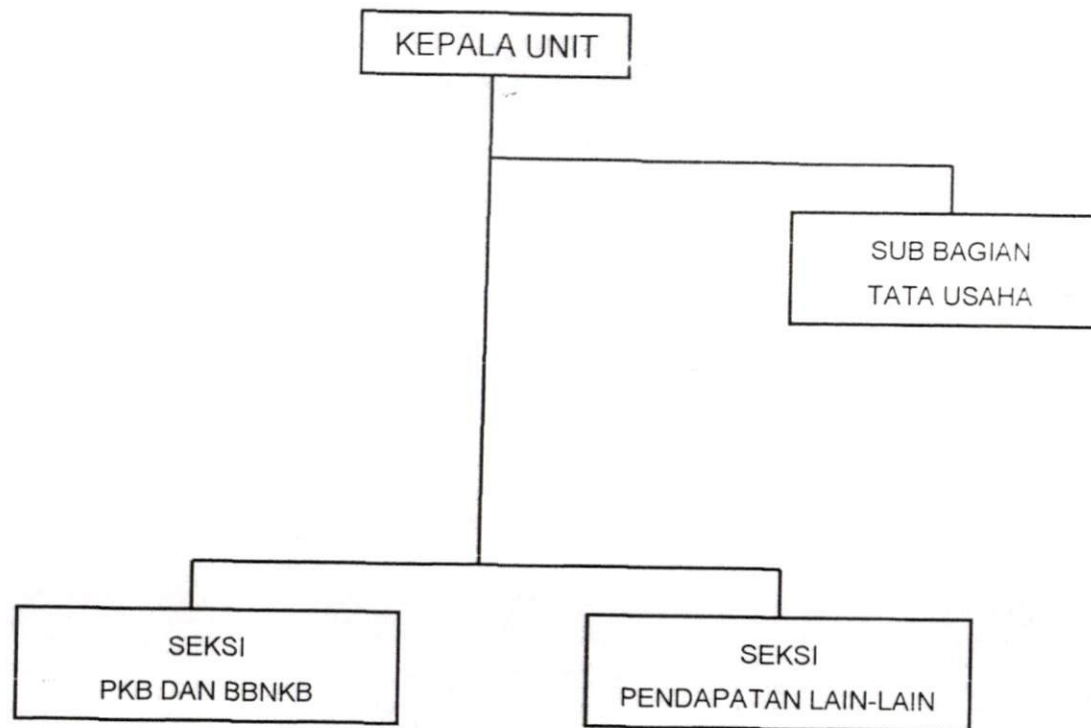 KEPALA UNIT
SUB BAGIAN
TATA USAHA
SEKSI
PKB DAN BBNKB
SEKSI
PENDAPATAN LAIN-LAIN